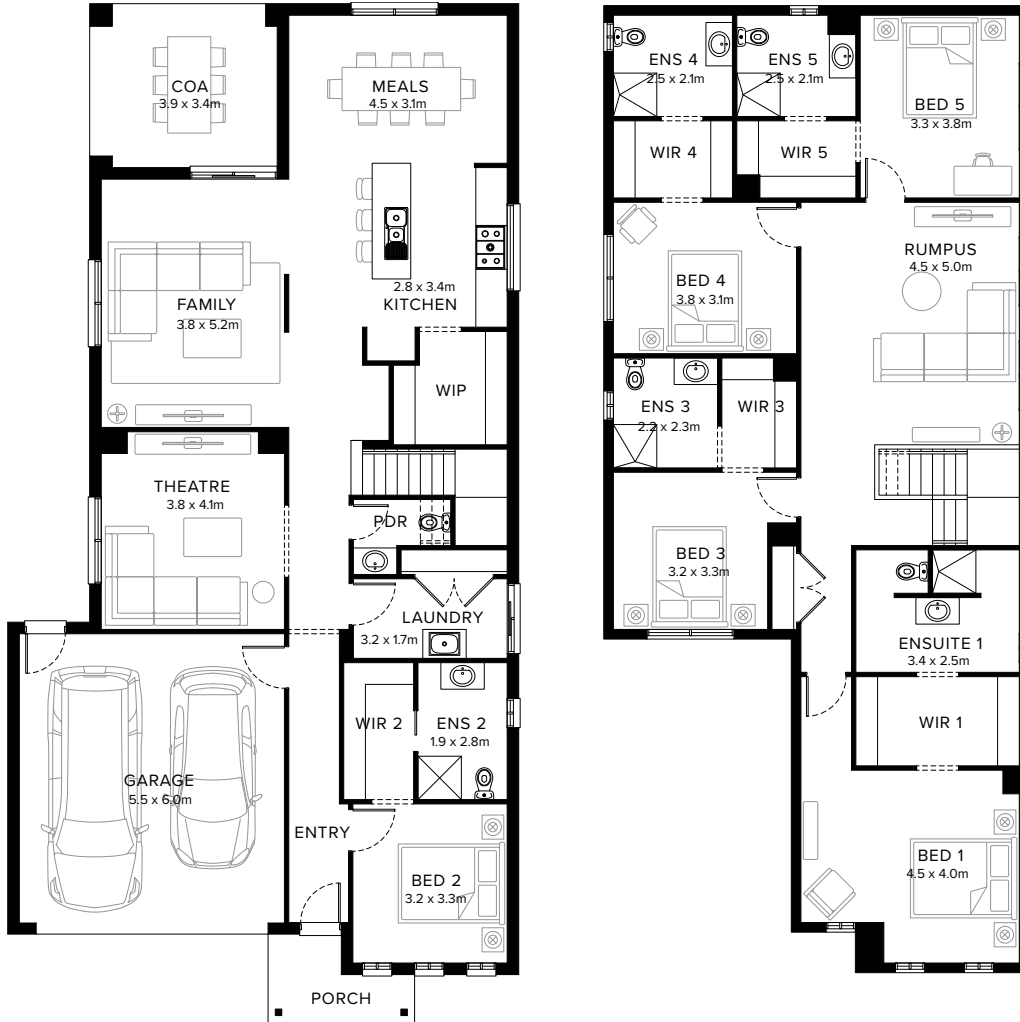 COA
3.9 x 3.4m
MEALS
4.5 x 3.1m
2.8 x 3.4m
KITCHEN
FAMILY
3.8 x 5.2m
WIP
THEATRE
3.8 x 4.1m
PDR
LAUNDRY
3.2 x 1.7m
WIR 2
ENS 2
1.9 x 2.8m
GARAGE
5.5 x 6.0m
ENTRY
BED 2
3.2 x 3.3m
PORCH
ENS 4
2.5 x 2.1m
ENS 5
2.5 x 2.1m
BED 5
3.3 x 3.8m
WIR 4
WIR 5
RUMPUS
4.5 x 5.0m
BED 4
3.8 x 3.1m
ENS 3
2.2 x 2.3m
WIR 3
BED 3
3.2 x 3.3m
ENSUITE 1
3.4 x 2.5m
WIR 1
BED 1
4.5 x 4.0m